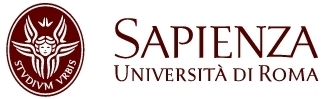 SAPIENZA
UNIVERSITÀ DI ROMA
STVDIVM VRBIS